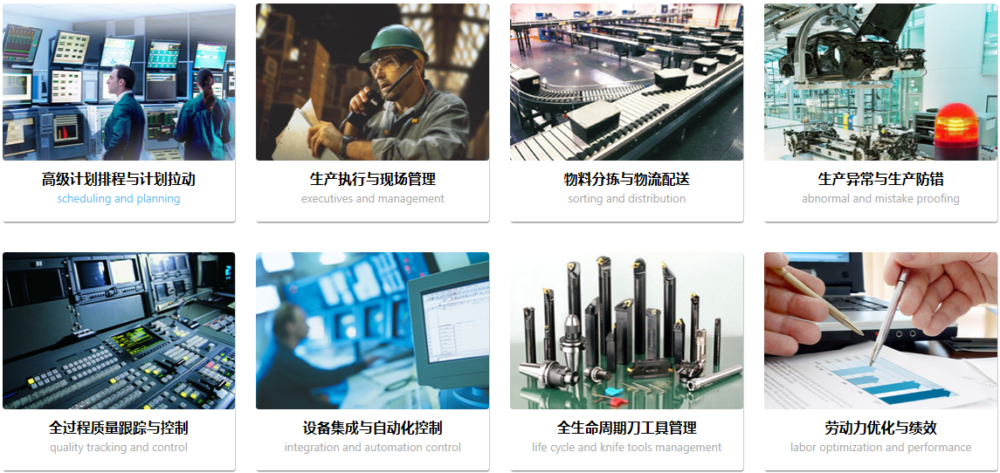 高级计划排程与计划拉动
scheduling and planning
生产执行与现场管理
executives and management
物料分拣与物流配送
sorting and distribution
生产异常与生产防错
abnormal and mistake proofing
全过程质量跟踪与控制
quality tracking and control
设备集成与自动化控制
integration and automation control
全生命周期刀工具管理
life cycle and knife tools management
劳动力优化与绩效
labor optimization and performance